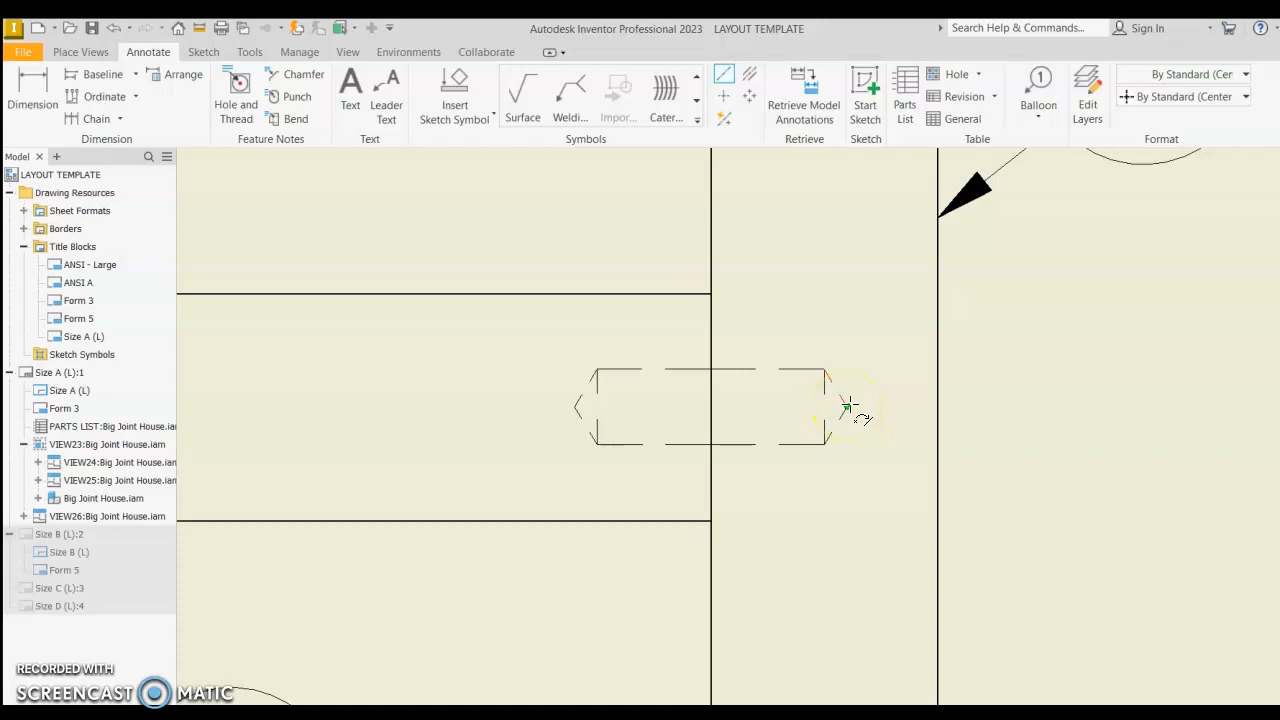 Autodesk Inventor Professional 2023 LAYOUT TEMPLATE
Search Help & Commands...
Sign In
File Place Views Annotate Sketch Tools Manage View Environments Collaborate
Dimension
Baseline
Arrange
Chain
Dimension
Hole and Thread
Chamfer
Punch
Bend
Feature Notes
Text
Leader Text
Text
Insert Sketch Symbol
Surface
Weldi...
Impor...
Cater...
Symbols
Retrieve Model Annotations
Retrieve
Start Sketch
Sketch
Parts List
Hole
Revision
General
Table
Balloon
Edit Layers
By Standard (Cer
By Standard (Center
Format
Model
LAYOUT TEMPLATE
Drawing Resources
Sheet Formats
Borders
Title Blocks
ANSI - Large
ANSI A
Form 3
Form 5
Size A (L)
Sketch Symbols
Size A (L):1
Size A (L)
Form 3
PARTS LIST:Big Joint House.ia
VIEW23:Big Joint House.iam
VIEW24:Big Joint House.iam
VIEW25:Big Joint House.iam
Big Joint House.iam
VIEW26:Big Joint House.iam
Size B (L):2
Size B (L)
Form 5
Size C (L):3
Size D (L):4
RECORDED WITH
SCREENCAST MATIC